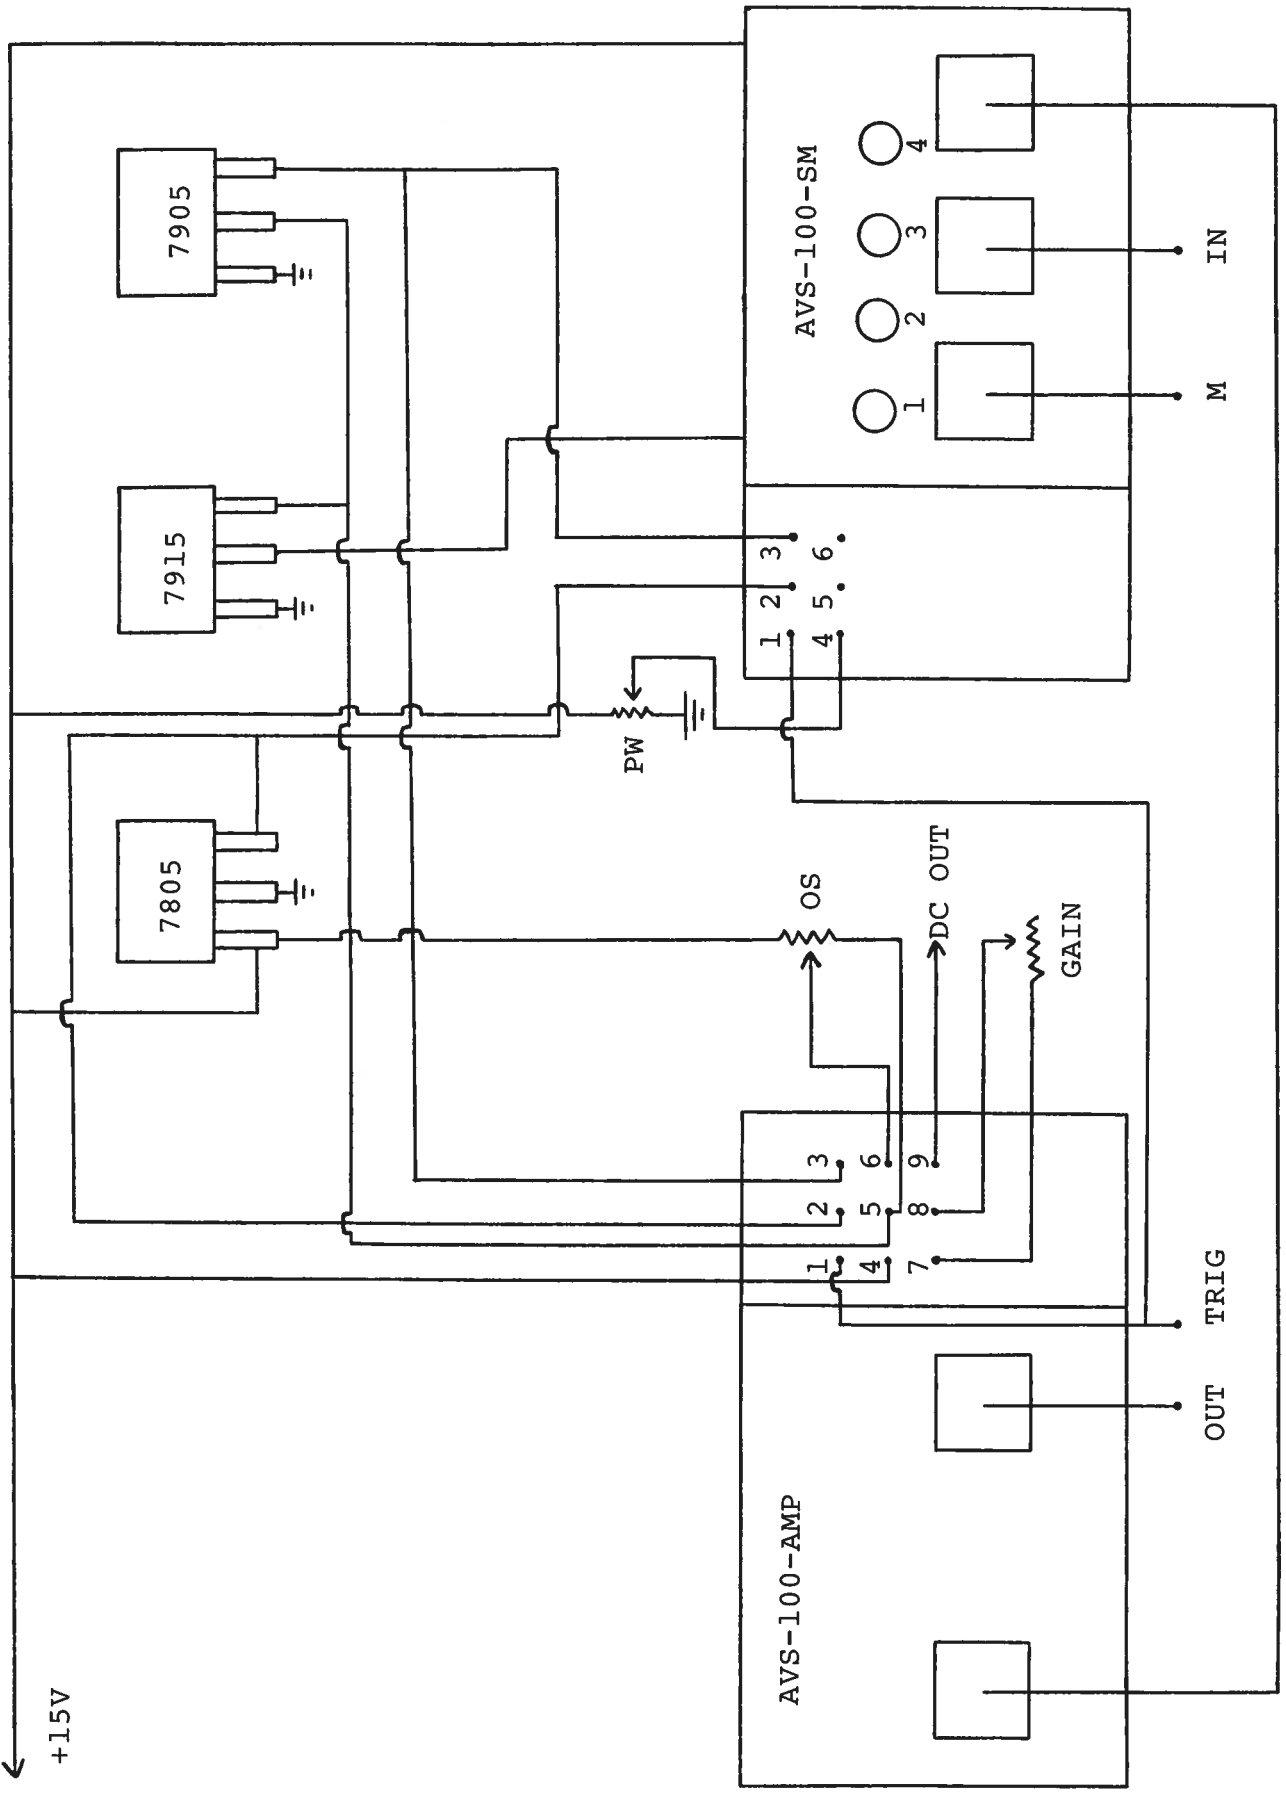 +15V
7805
7915
7905
PW
OS
DC OUT
GAIN
AVS-100-AMP
1 2 3
4 5 6
7 8 9
OUT
TRIG
AVS-100-SM
1 2 3
4 5 6
1 2 3 4
M
IN